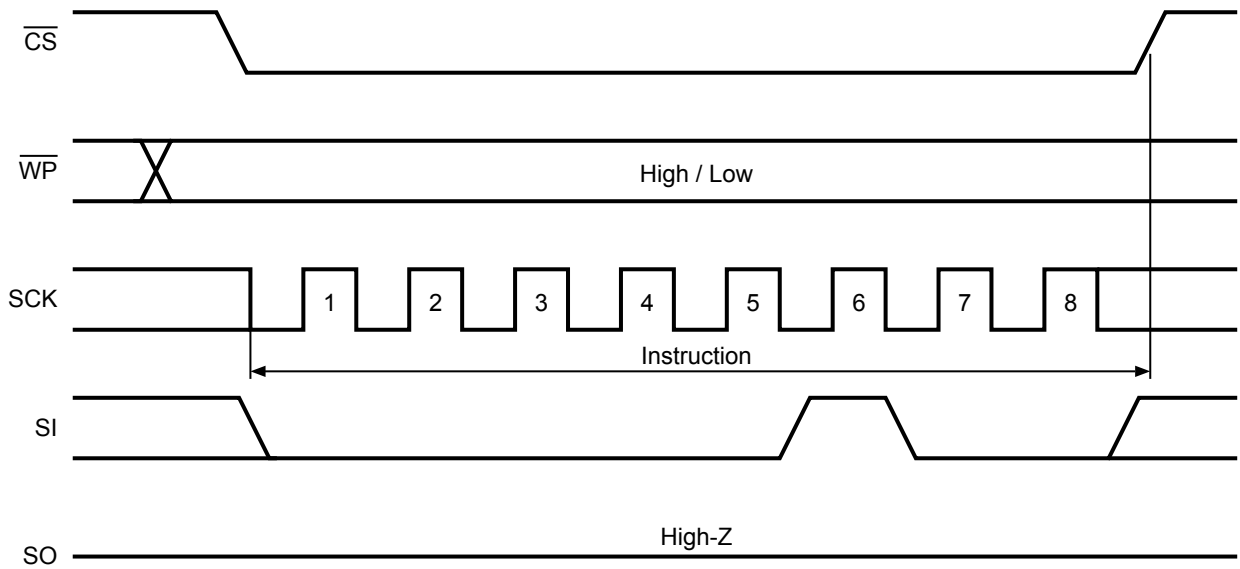 CS
WP
High / Low
SCK
1 2 3 4 5 6 7 8
Instruction
SI
High-Z
SO